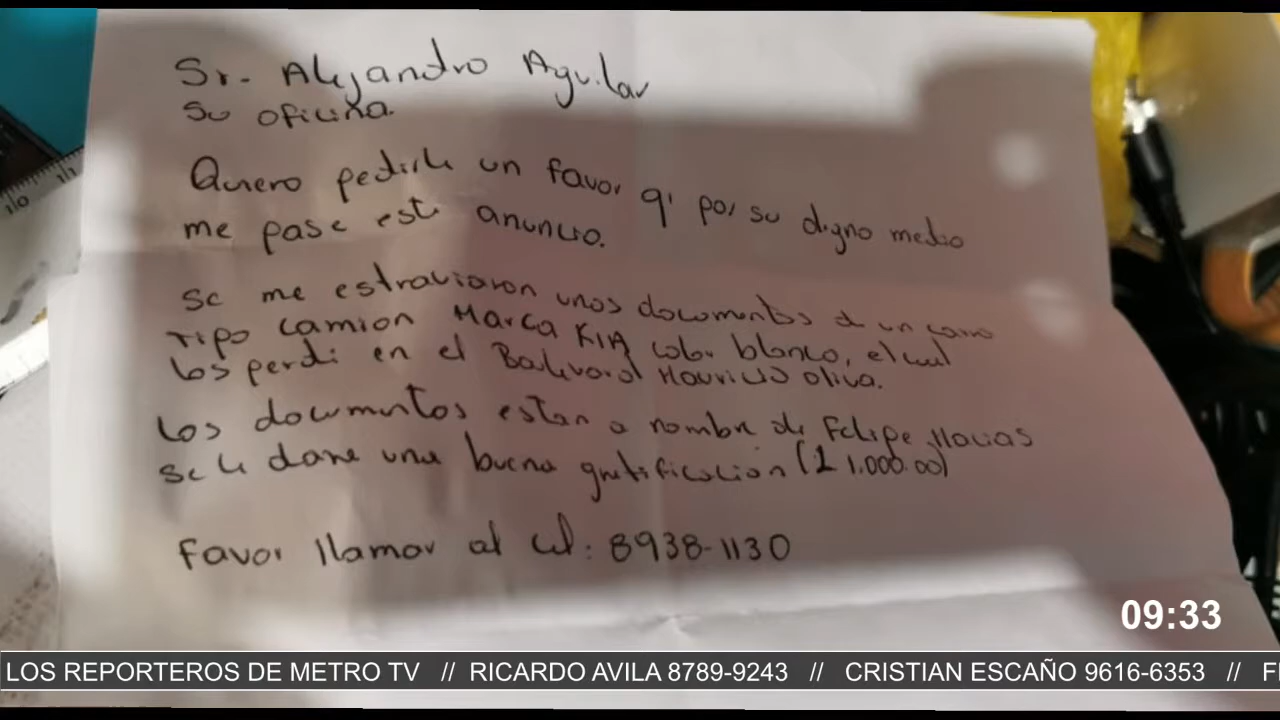 Sr. Alejandro Aguilar
Su oficina.
Quiero pedirle un favor q' por su digno medio
me pase este anuncio.
Se me estraviaron unos documentos de un carro
Tipo camion Marca KIA color blanco, el cual
los perdi en el Boulevard Mauricio Oliva.
Los documentos estan a nombre de Felipe Macias
se le dara una buena gratificacion (L 1.000.00)
Favor llamar al cel: 8938-1130
09:33
LOS REPORTEROS DE METRO TV // RICARDO AVILA 8789-9243 // CRISTIAN ESCAÑO 9616-6353 //